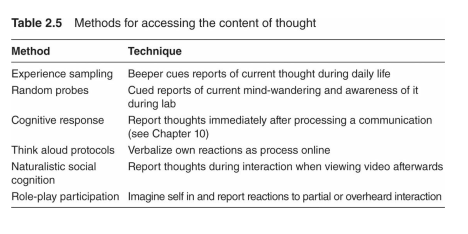 Table 2.5 Methods for accessing the content of thought
Method Technique
Experience sampling Beeper cues reports of current thought during daily life
Random probes Cued reports of current mind-wandering and awareness of it
during lab
Cognitive response Report thoughts immediately after processing a communication
(see Chapter 10)
Think aloud protocols Verbalize own reactions as process online
Naturalistic social Report thoughts during interaction when viewing video afterwards
cognition
Role-play participation Imagine self in and report reactions to partial or overheard interaction